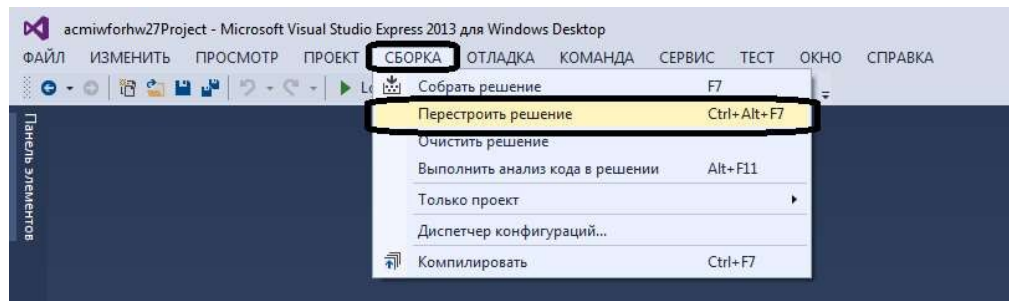 acmiwforhw27Project - Microsoft Visual Studio Express 2013 для Windows Desktop
ФАЙЛ ИЗМЕНИТЬ ПРОСМОТР ПРОЕКТ СБОРКА ОТЛАДКА КОМАНДА СЕРВИС ТЕСТ ОКНО СПРАВКА
Собрать решение F7
Перестроить решение Ctrl+Alt+F7
Очистить решение
Выполнить анализ кода в решении Alt+F11
Только проект
Диспетчер конфигураций...
Компилировать Ctrl+F7
Панель элементов